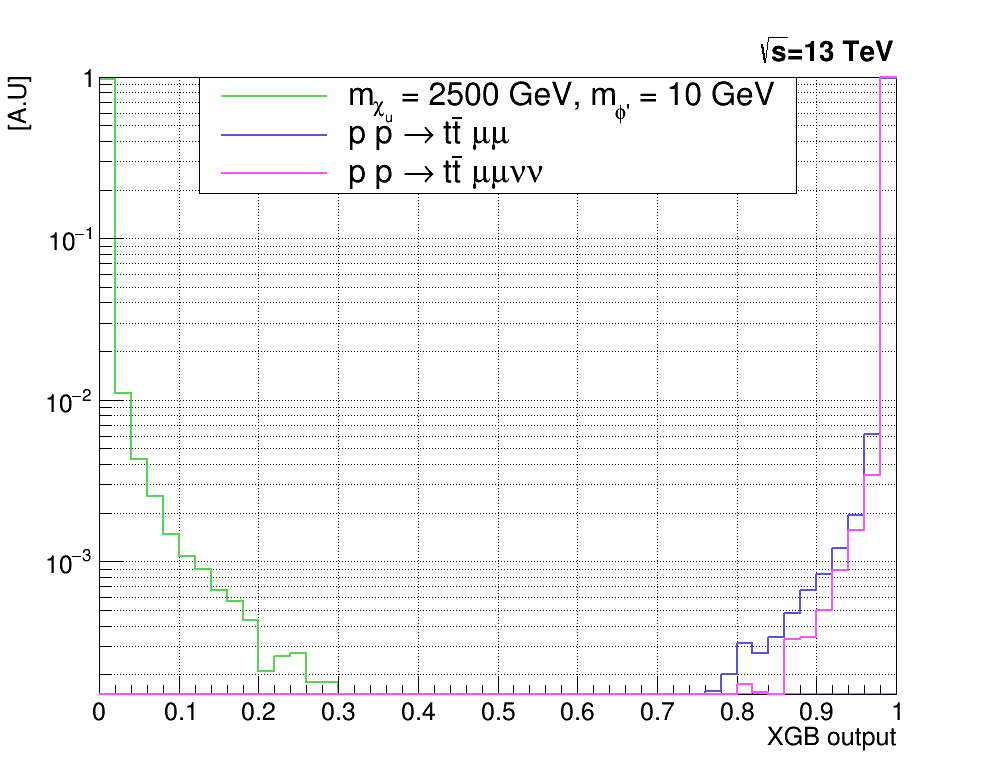 √s=13 TeV
[A.U]
m_χ_u = 2500 GeV, m_ϕ' = 10 GeV
p p → tt̄ μμ
p p → tt̄ μμνν
1
10⁻¹
10⁻²
10⁻³
0 0.1 0.2 0.3 0.4 0.5 0.6 0.7 0.8 0.9 1
XGB output